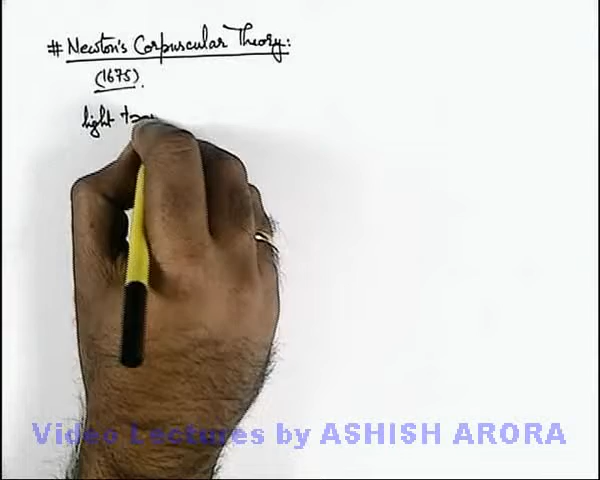 # Newton's Corpuscular Theory:
(1675).
light
Video Lectures by ASHISH ARORA